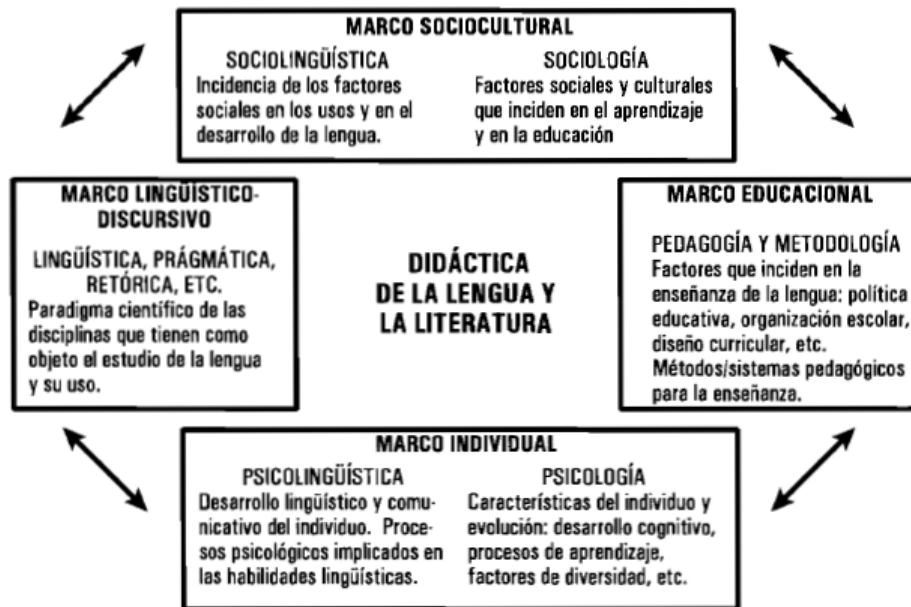 MARCO SOCIOCULTURAL
SOCIOLINGÜÍSTICA
Incidencia de los factores
sociales en los usos y en el
desarrollo de la lengua.
SOCIOLOGÍA
Factores sociales y culturales
que inciden en el aprendizaje
y en la educación
MARCO LINGÜÍSTICO-
DISCURSIVO
LINGÜÍSTICA, PRÁGMÁTICA,
RETÓRICA, ETC.
Paradigma científico de las
disciplinas que tienen como
objeto el estudio de la lengua
y su uso.
DIDÁCTICA
DE LA LENGUA Y
LA LITERATURA
MARCO EDUCACIONAL
PEDAGOGÍA Y METODOLOGÍA
Factores que inciden en la
enseñanza de la lengua: política
educativa, organización escolar,
diseño curricular, etc.
Métodos/sistemas pedagógicos
para la enseñanza.
MARCO INDIVIDUAL
PSICOLINGÜÍSTICA
Desarrollo lingüístico y comu-
nicativo del individuo. Proce-
sos psicológicos implicados en
las habilidades lingüísticas.
PSICOLOGÍA
Características del individuo y
evolución: desarrollo cognitivo,
procesos de aprendizaje,
factores de diversidad, etc.